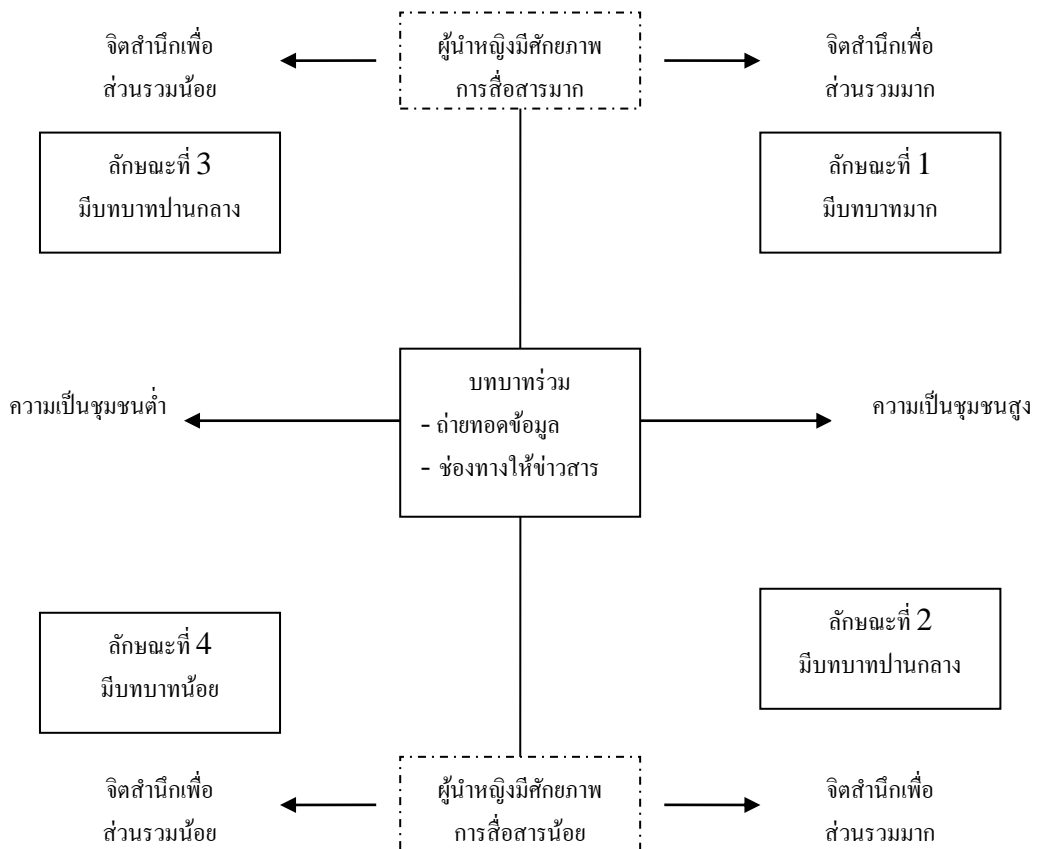 จิตสำนึกเพื่อ
ส่วนรวมน้อย
ผู้นำหญิงมีศักยภาพ
การสื่อสารมาก
จิตสำนึกเพื่อ
ส่วนรวมมาก
ลักษณะที่ 3
มีบทบาทปานกลาง
ลักษณะที่ 1
มีบทบาทมาก
ความเป็นชุมชนต่ำ
บทบาทร่วม
- ถ่ายทอดข้อมูล
- ช่องทางให้ข่าวสาร
ความเป็นชุมชนสูง
ลักษณะที่ 4
มีบทบาทน้อย
ลักษณะที่ 2
มีบทบาทปานกลาง
จิตสำนึกเพื่อ
ส่วนรวมน้อย
ผู้นำหญิงมีศักยภาพ
การสื่อสารน้อย
จิตสำนึกเพื่อ
ส่วนรวมมาก